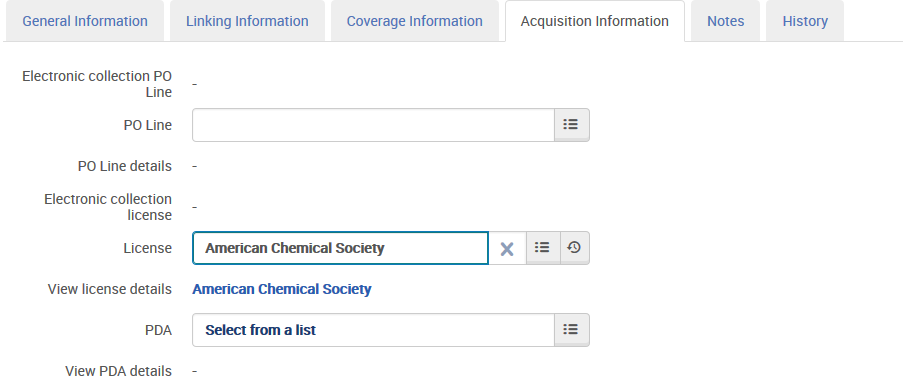 General Information Linking Information Coverage Information Acquisition Information Notes History
Electronic collection PO
Line
-
PO Line
PO Line details -
Electronic collection
license
-
License American Chemical Society
View license details American Chemical Society
PDA Select from a list
View PDA details -